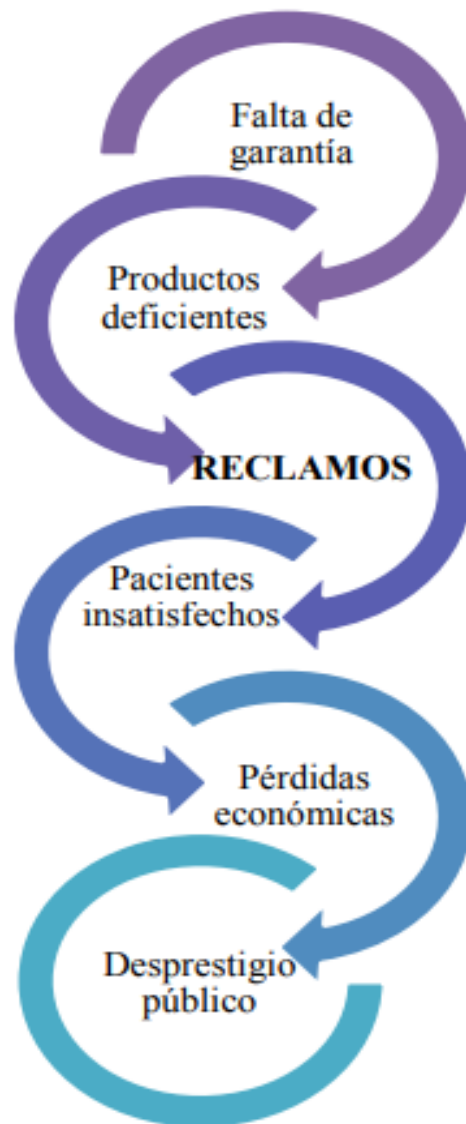 Falta de
garantía
Productos
deficientes
RECLAMOS
Pacientes
insatisfechos
Pérdidas
económicas
Desprestigio
público